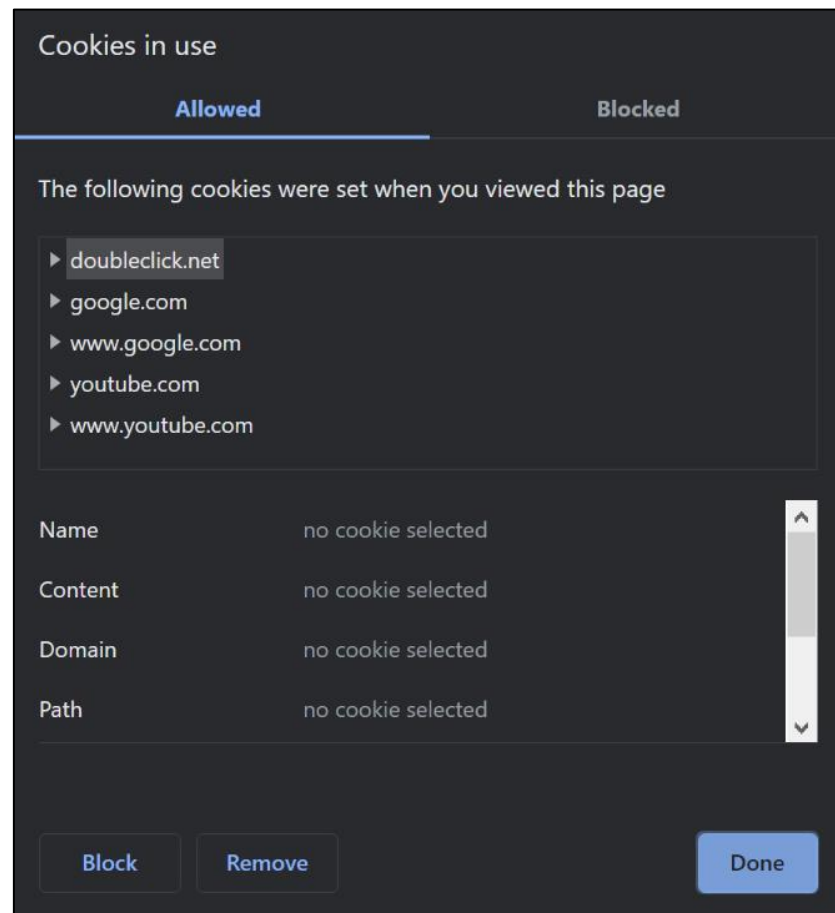 Cookies in use
Allowed Blocked
The following cookies were set when you viewed this page
doubleclick.net
google.com
www.google.com
youtube.com
www.youtube.com
Name no cookie selected
Content no cookie selected
Domain no cookie selected
Path no cookie selected
Block Remove Done